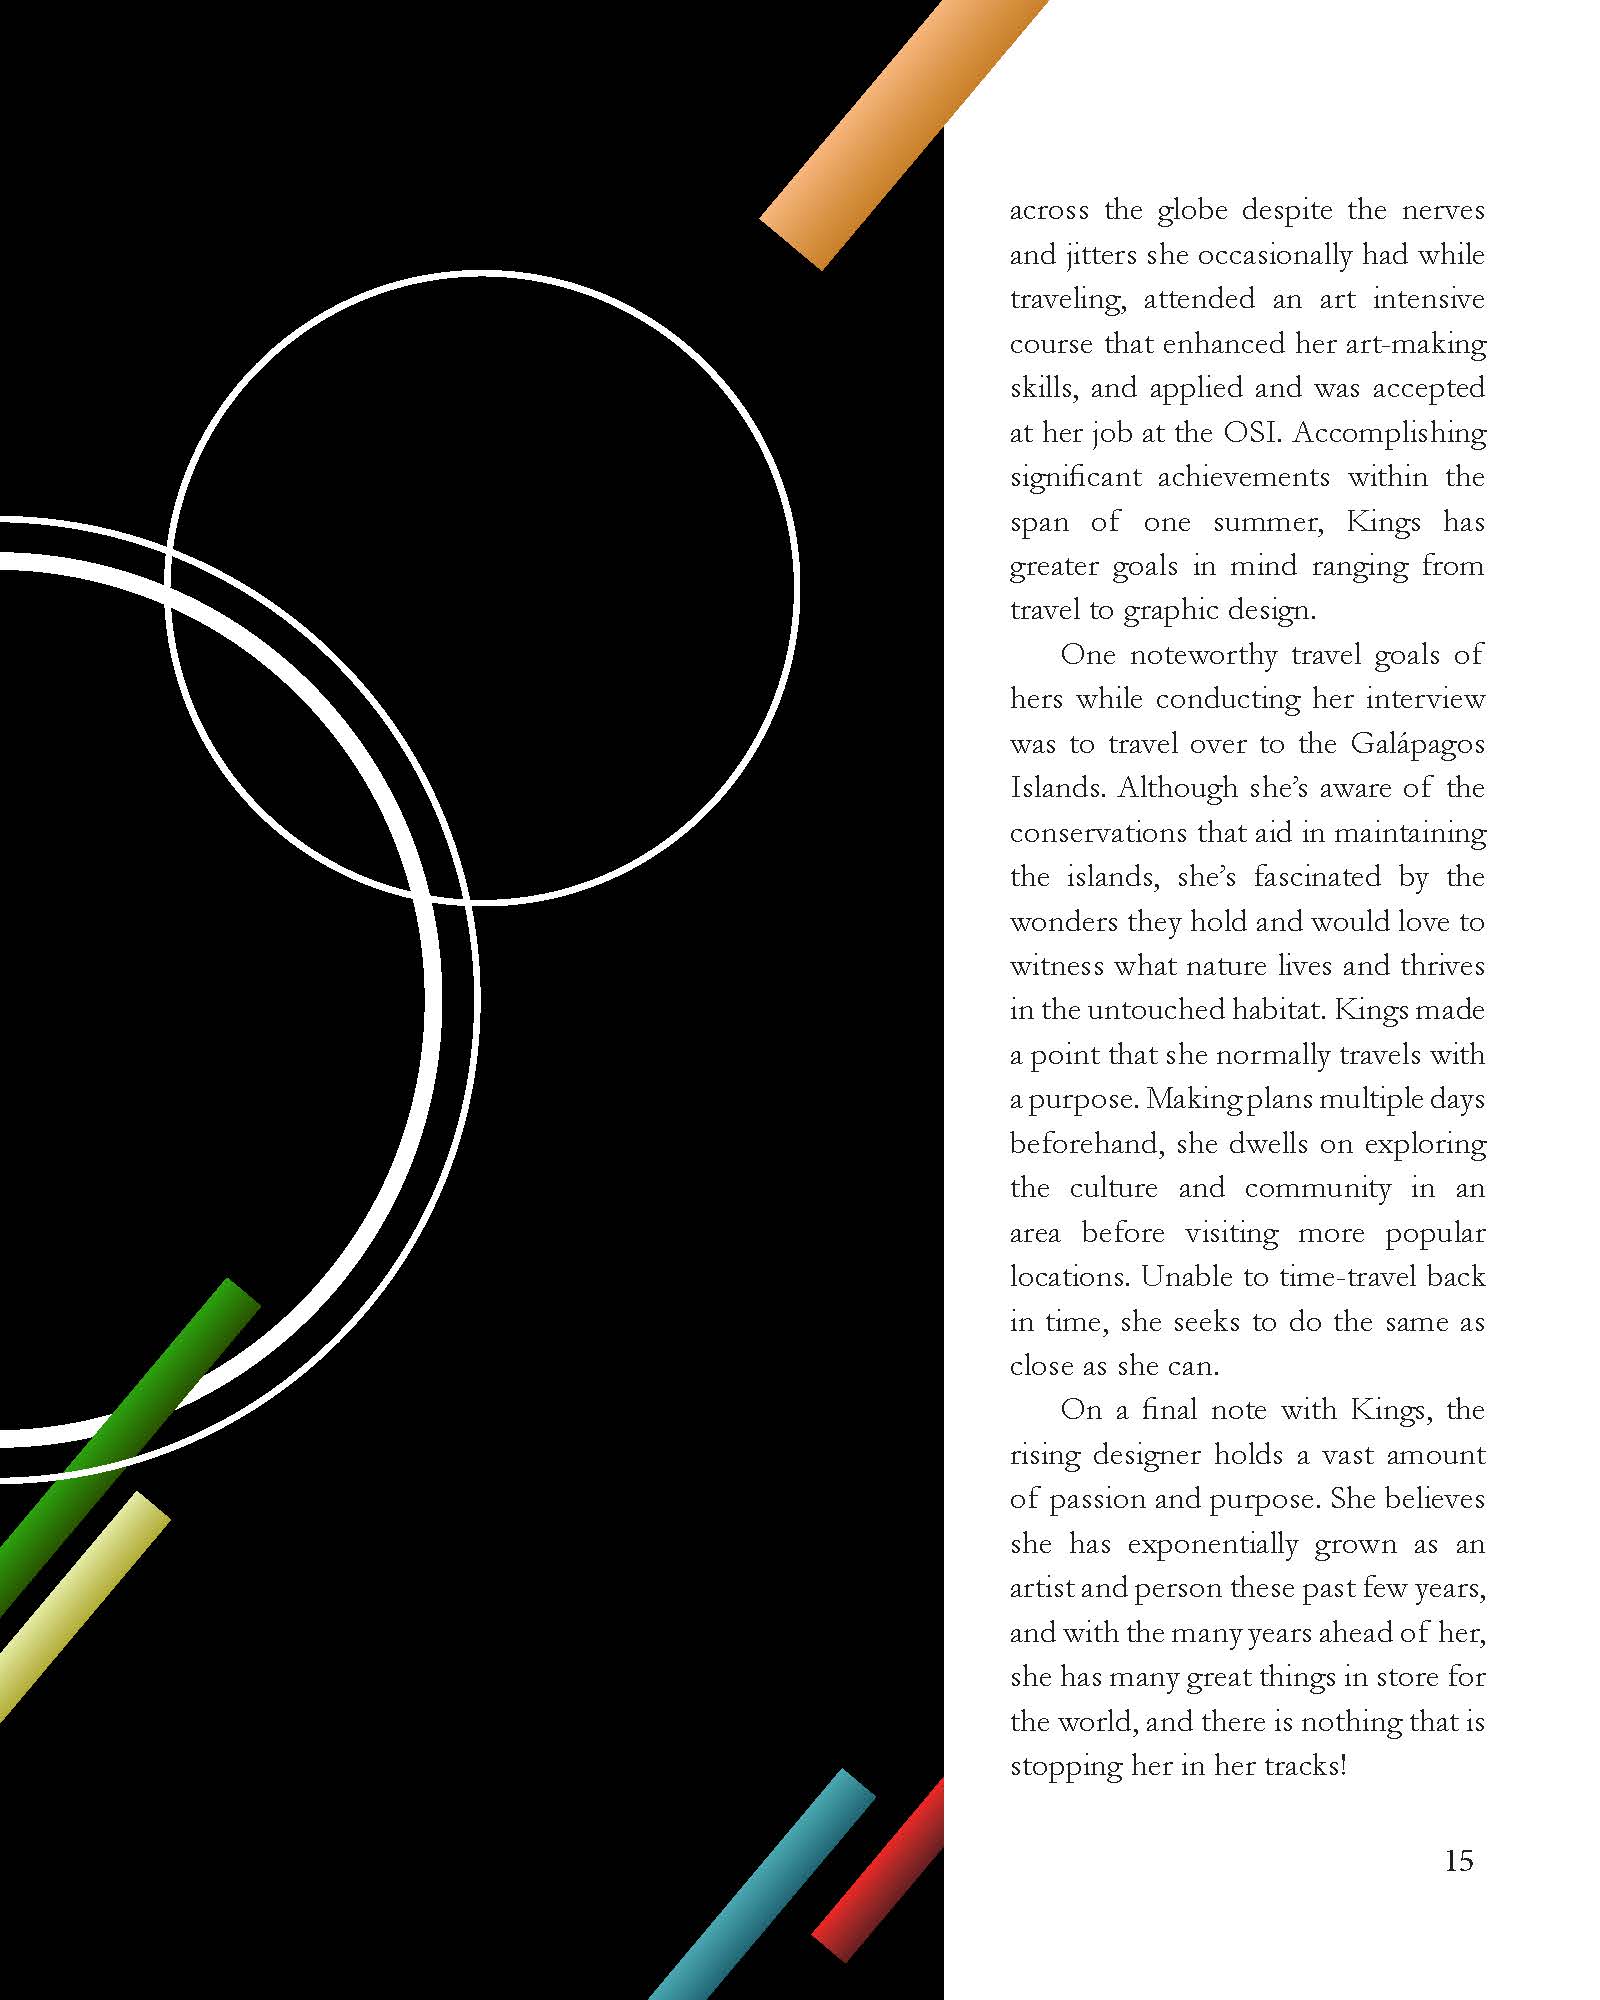 across the globe despite the nerves
and jitters she occasionally had while
traveling, attended an art intensive
course that enhanced her art-making
skills, and applied and was accepted
at her job at the OSI. Accomplishing
significant achievements within the
span of one summer, Kings has
greater goals in mind ranging from
travel to graphic design.
One noteworthy travel goals of
hers while conducting her interview
was to travel over to the Galápagos
Islands. Although she’s aware of the
conservations that aid in maintaining
the islands, she’s fascinated by the
wonders they hold and would love to
witness what nature lives and thrives
in the untouched habitat. Kings made
a point that she normally travels with
a purpose. Making plans multiple days
beforehand, she dwells on exploring
the culture and community in an
area before visiting more popular
locations. Unable to time-travel back
in time, she seeks to do the same as
close as she can.
On a final note with Kings, the
rising designer holds a vast amount
of passion and purpose. She believes
she has exponentially grown as an
artist and person these past few years,
and with the many years ahead of her,
she has many great things in store for
the world, and there is nothing that is
stopping her in her tracks!
15